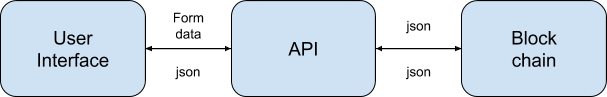 User
Interface
Form
data
json
API
json
json
Block
chain